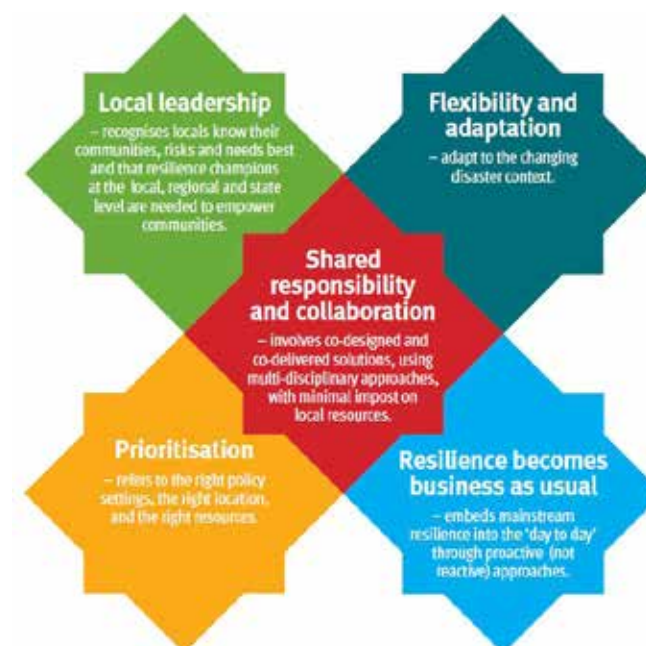 Local leadership
– recognises locals know their
communities, risks and needs best
and that resilience champions
at the local, regional and state
level are needed to empower
communities.
Flexibility and
adaptation
– adapt to the changing
disaster context.
Shared
responsibility
and collaboration
– involves co-designed and
co-delivered solutions, using
multi-disciplinary approaches,
with minimal impost on
local resources.
Prioritisation
– refers to the right policy
settings, the right location,
and the right resources.
Resilience becomes
business as usual
– embeds mainstream
resilience into the 'day to day'
through proactive (not
reactive) approaches.